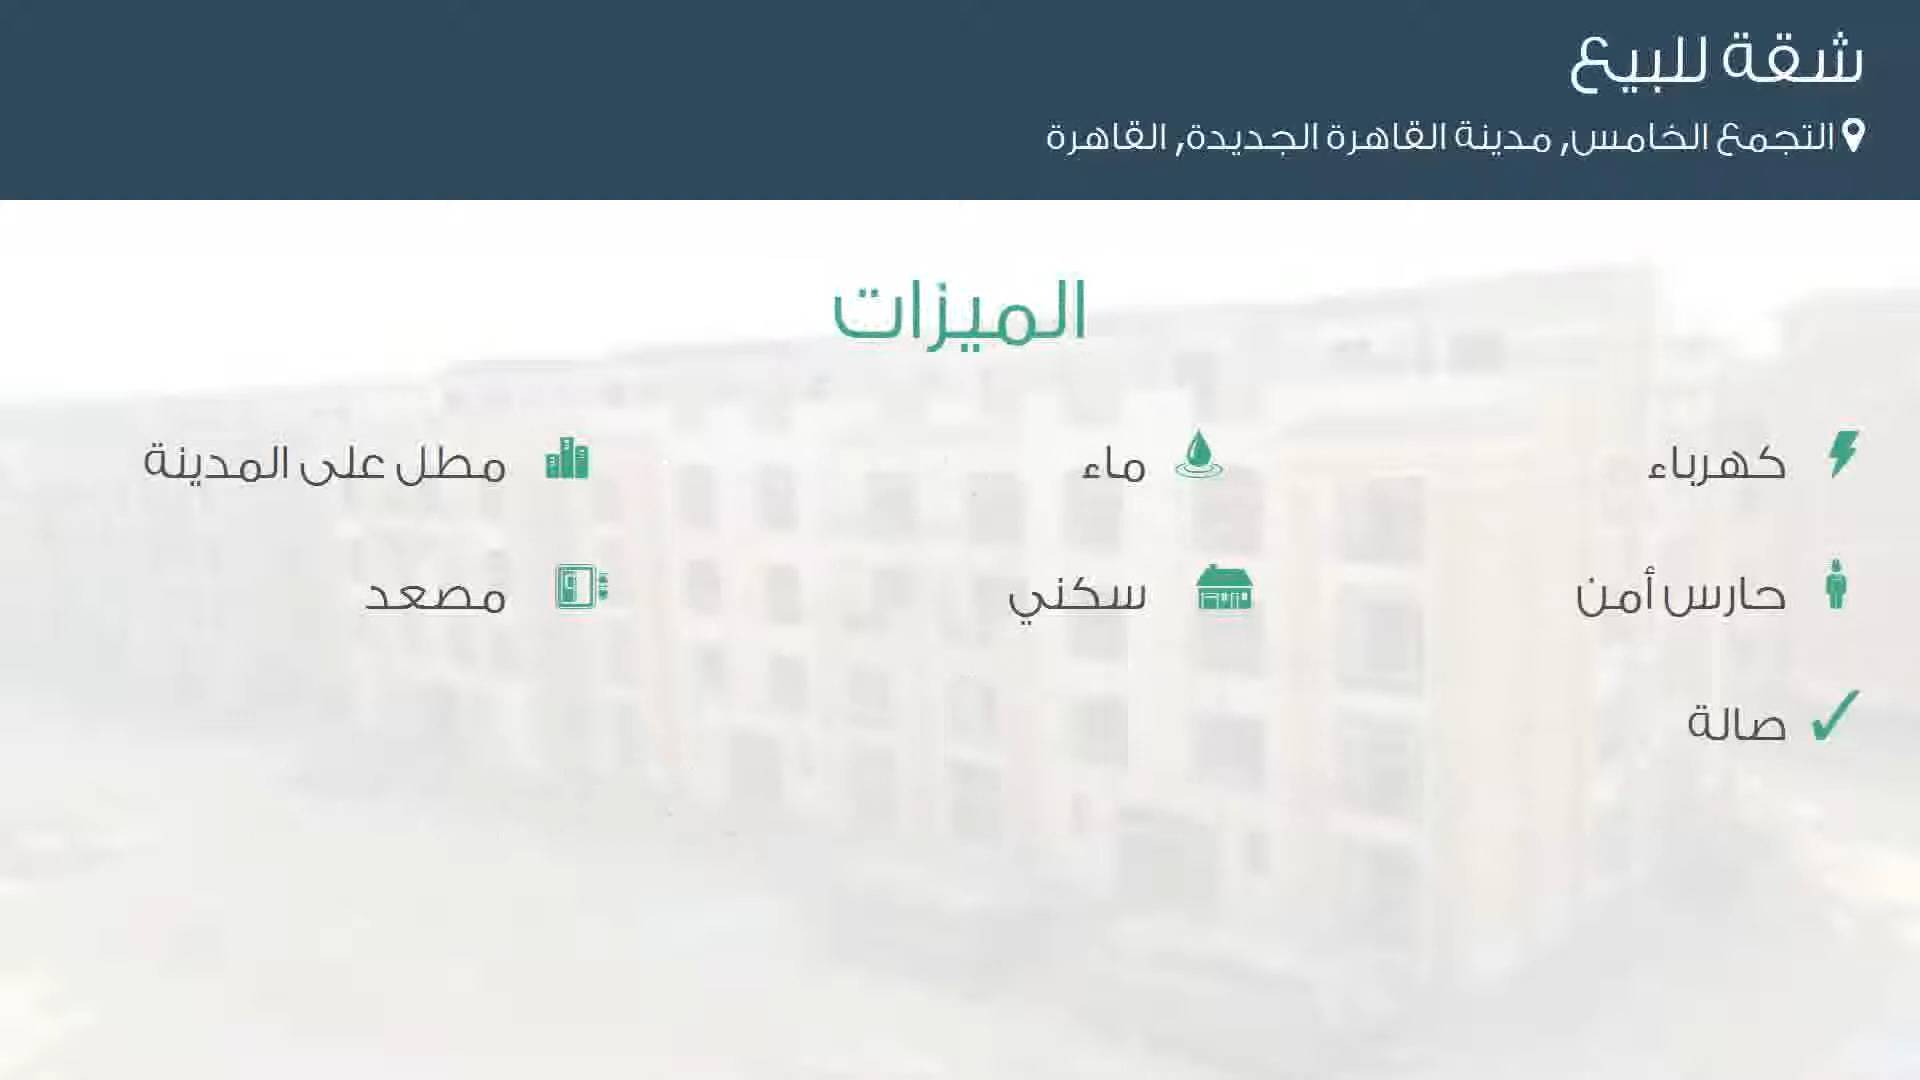 شقة للبيع
التجمع الخامس, مدينة القاهرة الجديدة, القاهرة
الميزات
كهرباء
ماء
مطل على المدينة
حارس أمن
سكني
مصعد
صالة